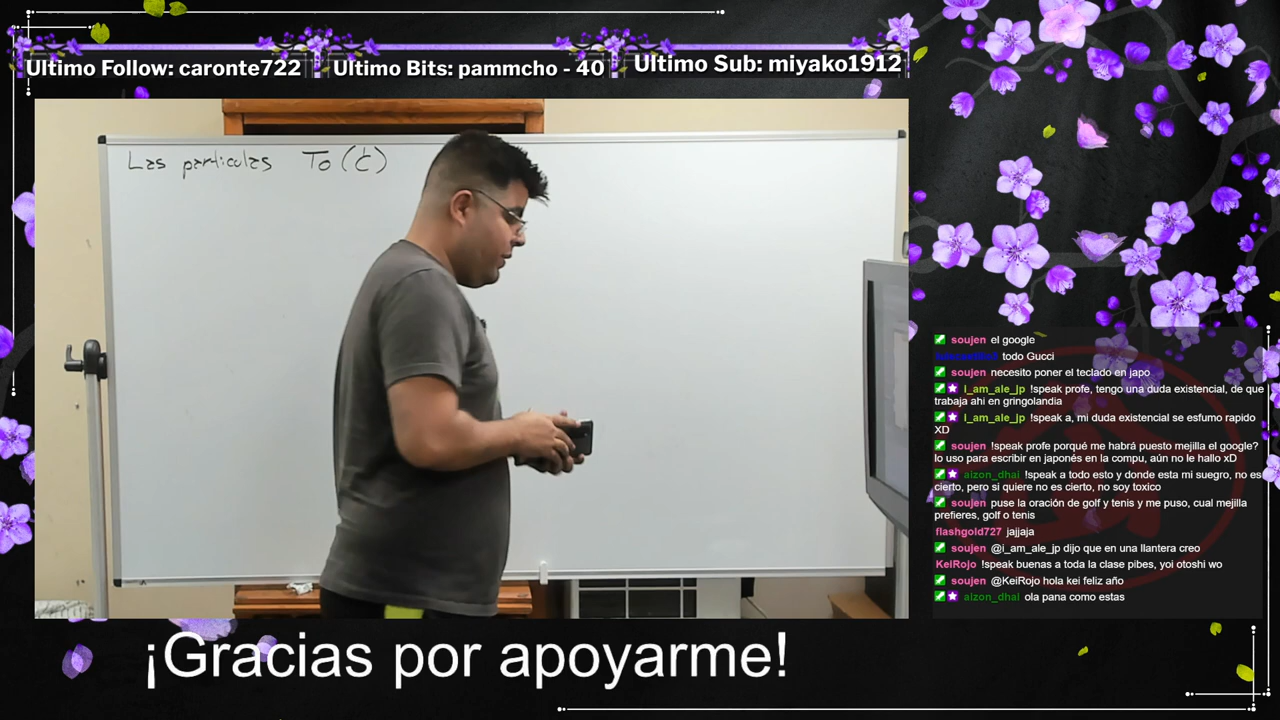 Ultimo Follow: caronte722
Ultimo Bits: pammcho - 40
Ultimo Sub: miyako1912
Las particulas To (と)
soujen el google
todo Gucci
soujen necesito poner el teclado en japo
i_am_ale_jp !speak profe, tengo una duda existencial, de que
trabaja ahi en gringolandia
i_am_ale_jp !speak a, mi duda existencial se esfumo rapido
XD
soujen !speak profe porqué me habrá puesto mejilla el google?
lo uso para escribir en japonès en la compu, aún no le hallo xD
aizon_dhai !speak a todo esto y donde esta mi suegro, no es
cierto, pero si quiere no es cierto, no soy toxico
soujen puse la oración de golf y tenis y me puso, cual mejilla
prefieres, golf o tenis
flashgold727 jajjaja
soujen @i_am_ale_jp dijo que en una llantera creo
KeiRojo !speak buenas a toda la clase pibes, yoi otoshi wo
soujen @KeiRojo hola kei feliz año
aizon_dhai ola pana como estas
¡Gracias por apoyarme!